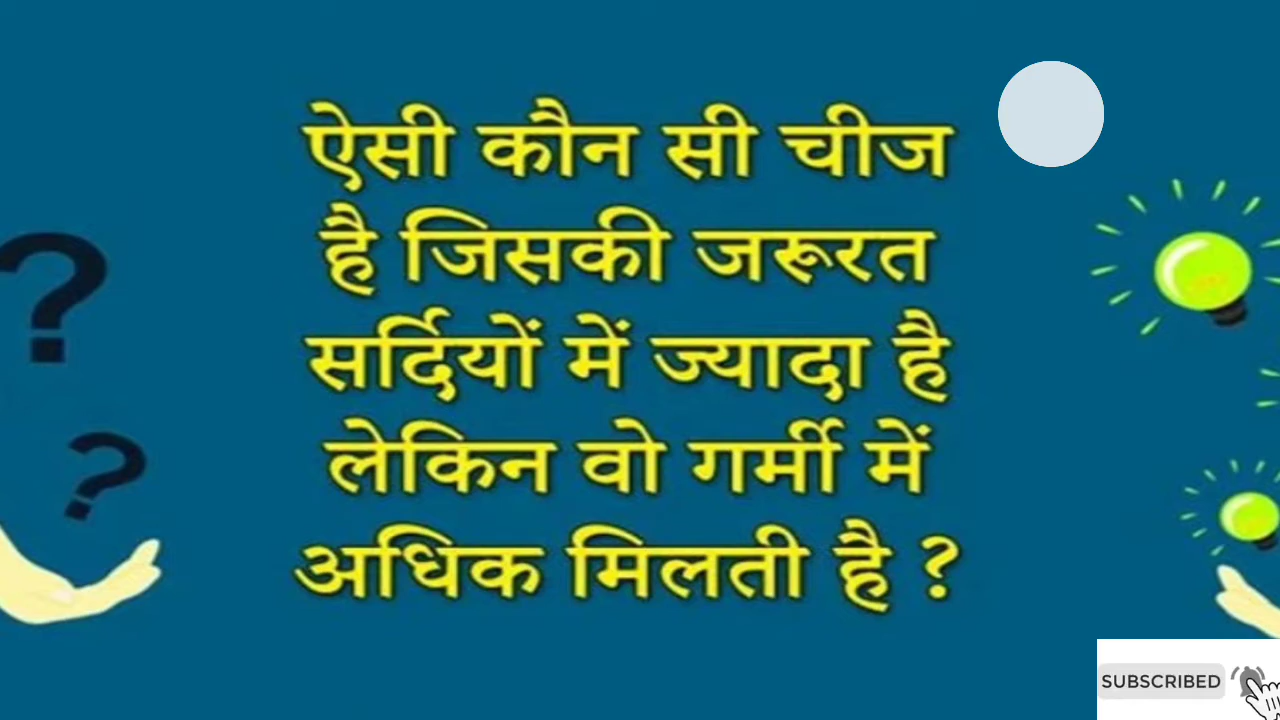 ऐसी कौन सी चीज
है जिसकी जरूरत
सर्दियों में ज्यादा है
लेकिन वो गर्मी में
अधिक मिलती है ?
?
?
SUBSCRIBED